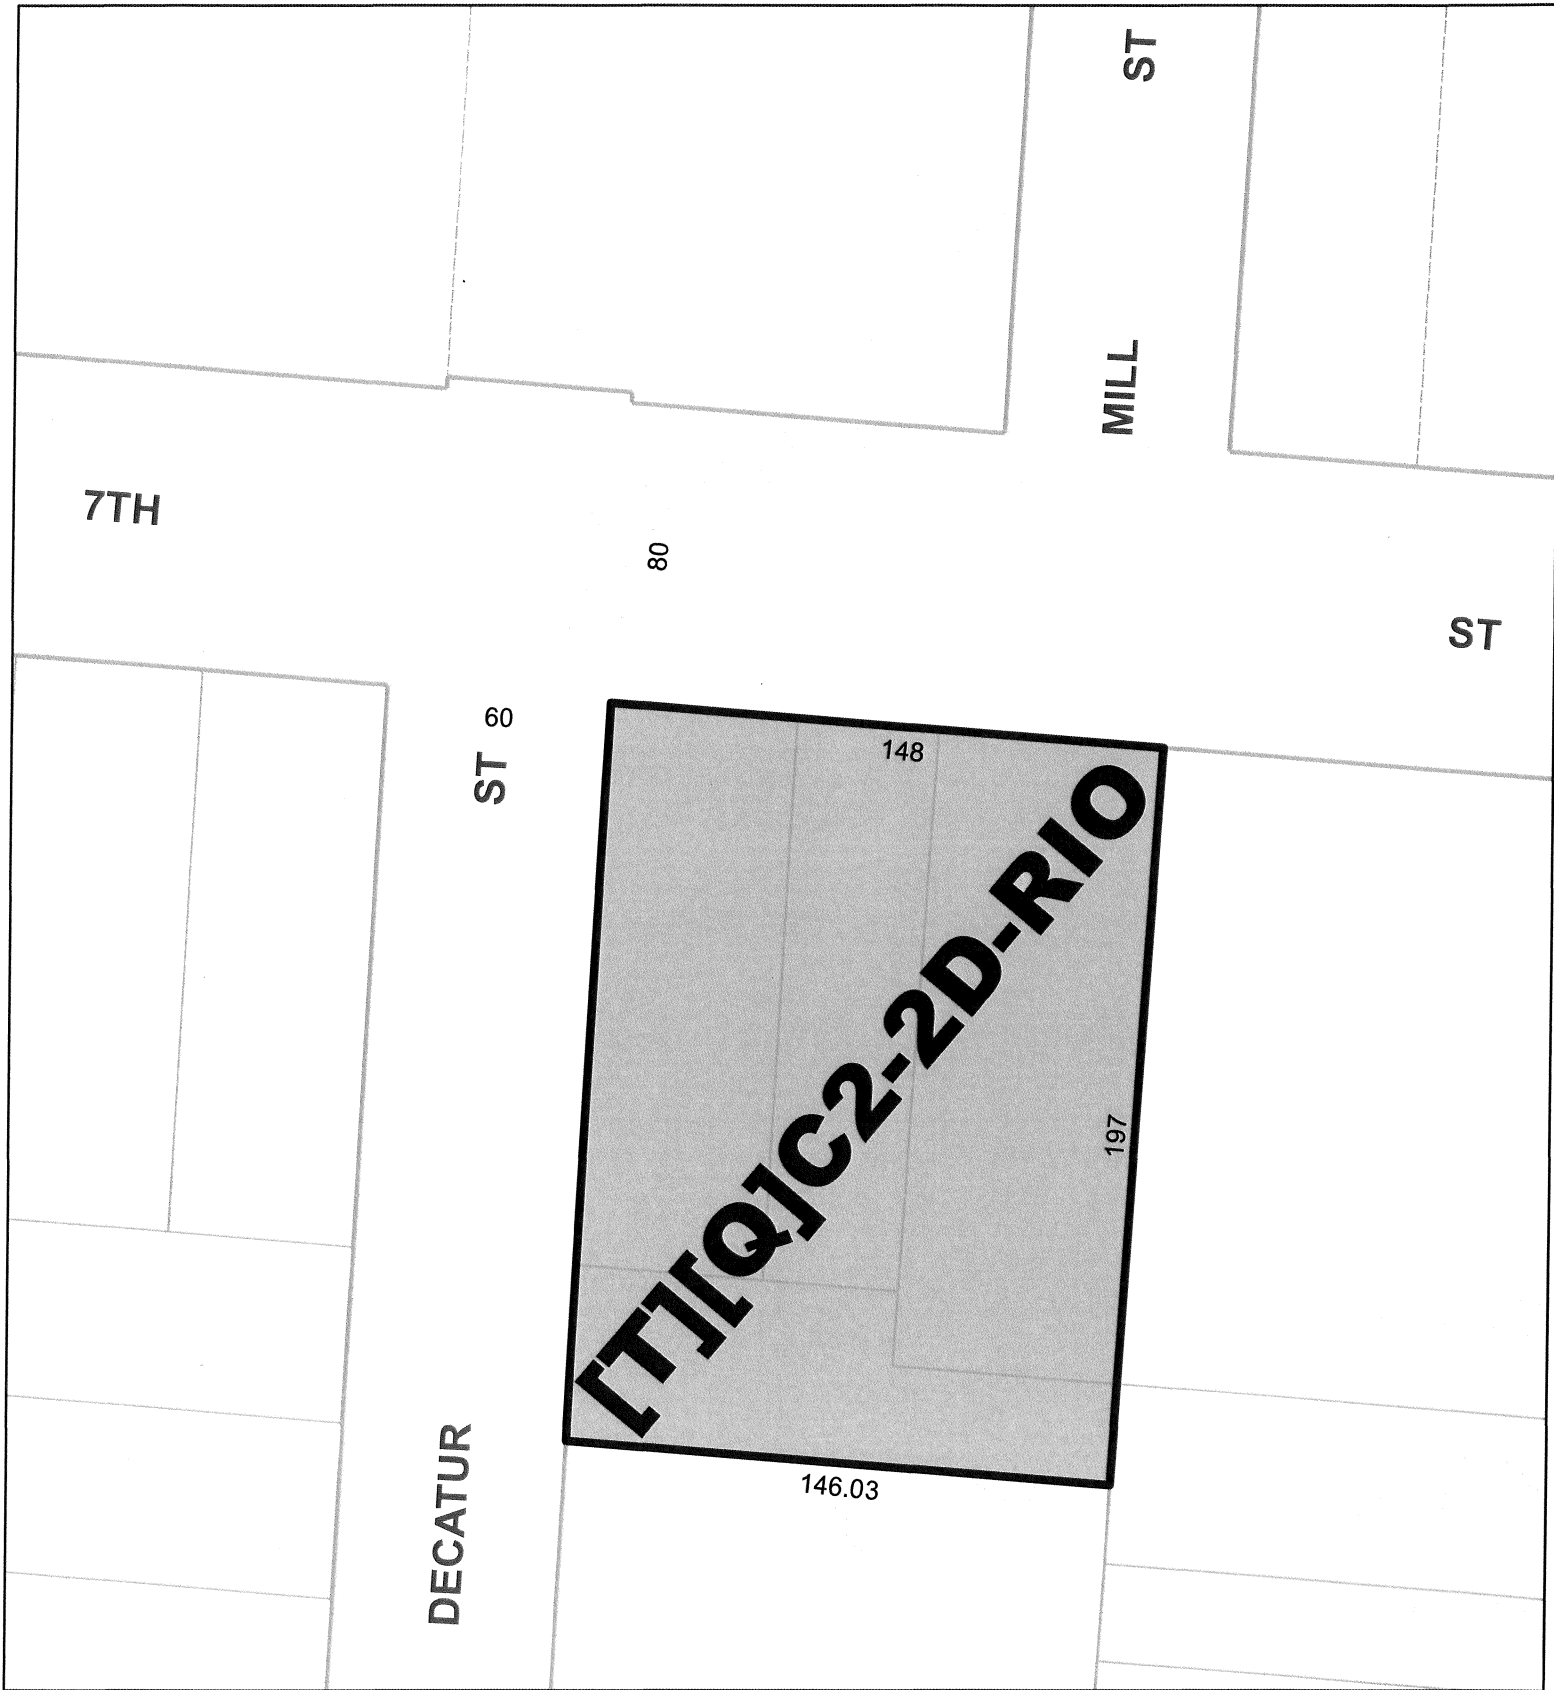 ST
MILL
7TH
80
ST
60
ST
148
[T][Q]C2-2D-RIO
197
DECATUR
146.03